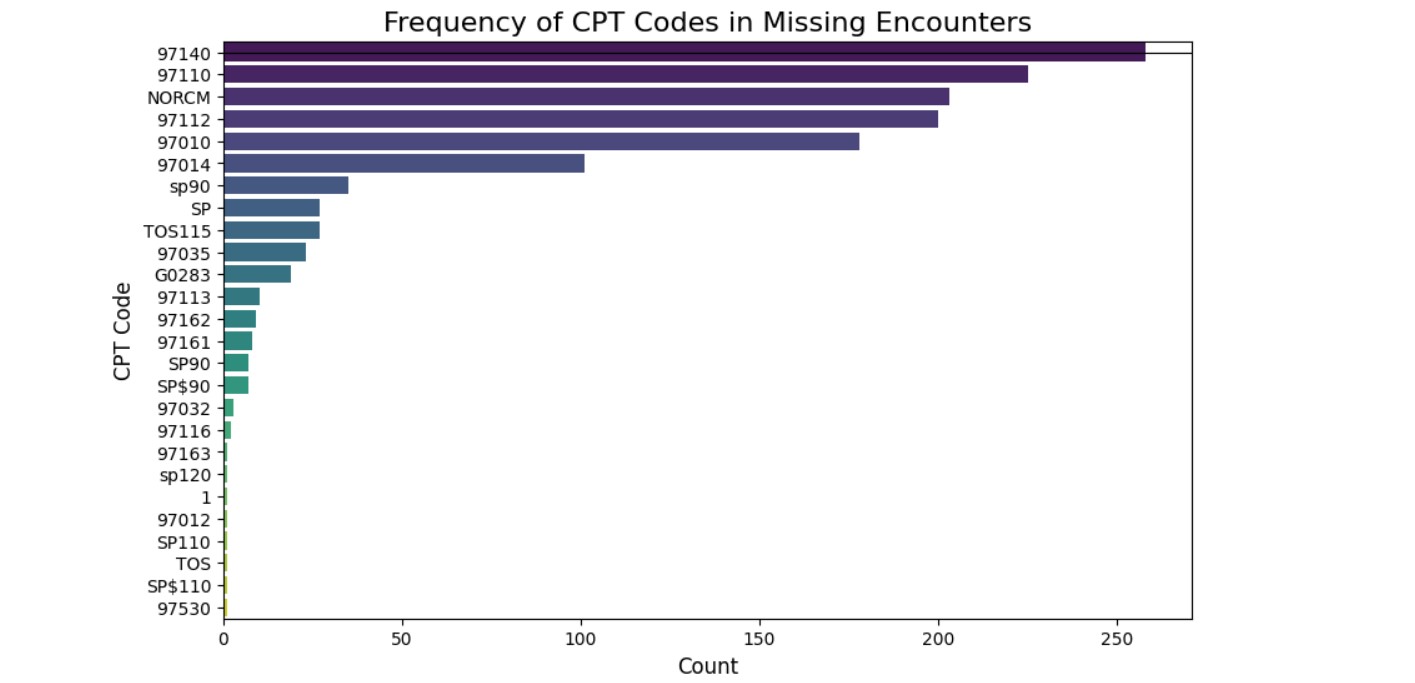 Frequency of CPT Codes in Missing Encounters
97140
97110
NORCM
97112
97010
97014
sp90
SP
TOS115
97035
G0283
97113
97162
97161
SP90
SP$90
97032
97116
97163
sp120
1
97012
SP110
TOS
SP$110
97530
CPT Code
0 50 100 150 200 250
Count